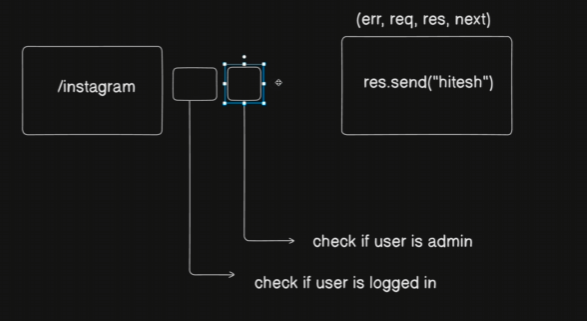 (err, req, res, next)
/instagram
res.send("hitesh")
check if user is admin
check if user is logged in